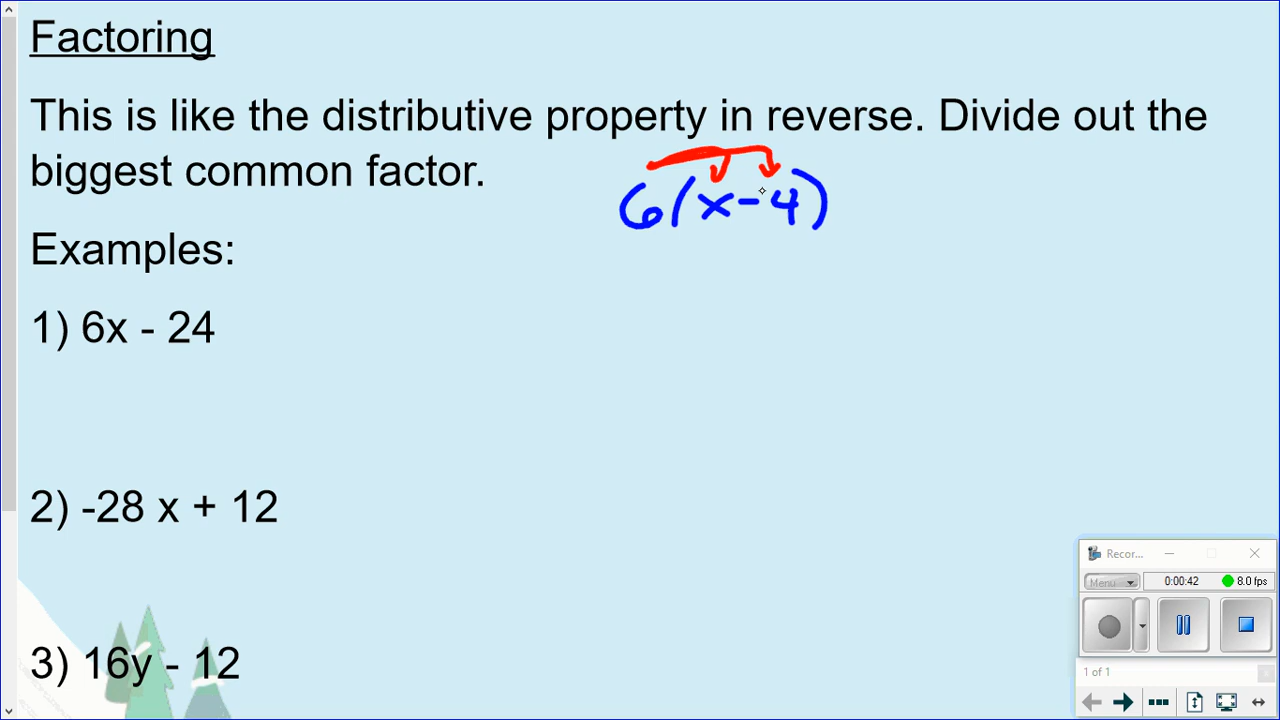 Factoring
This is like the distributive property in reverse. Divide out the
biggest common factor.
6(x-4)
Examples:
1) 6x - 24
2) -28 x + 12
3) 16y - 12
Recor...
Menu
0:00:42
8.0 fps
1 of 1